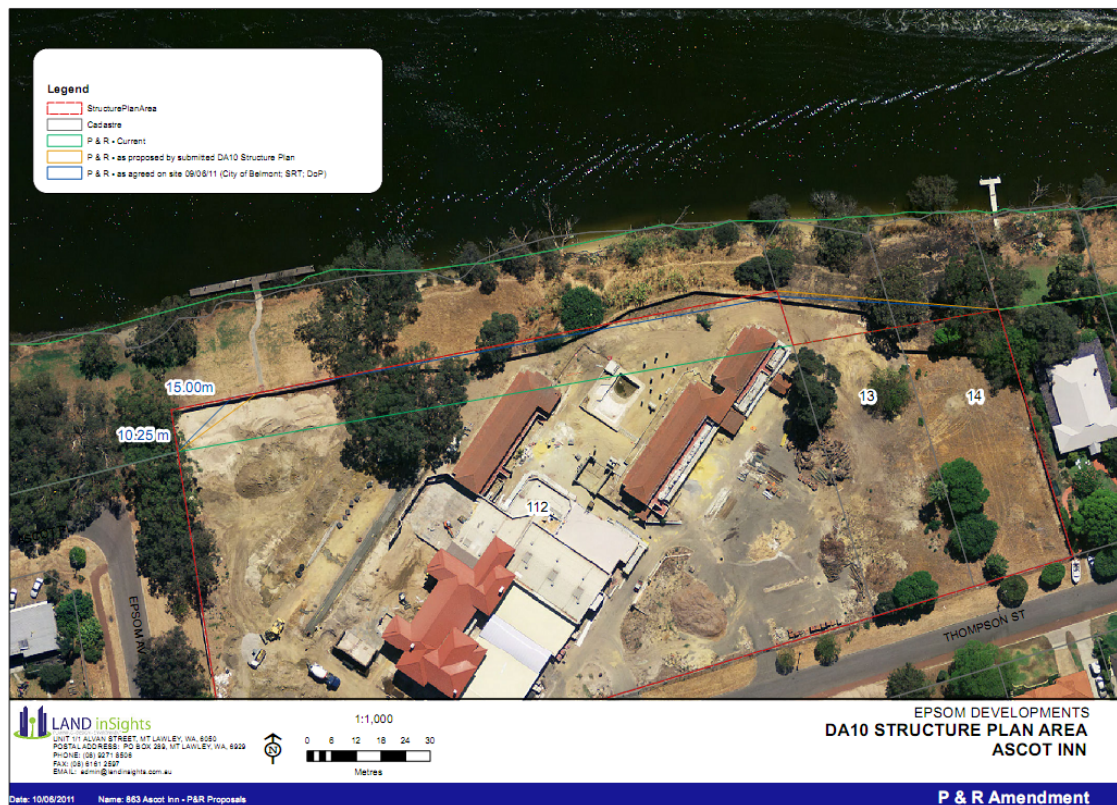 Legend
StructurePlanArea
Cadastre
P & R - Current
P & R - as proposed by submitted DA10 Structure Plan
P & R - as agreed on site 09/06/11 (City of Belmont; SRT; DoP)
15.00m
10.25 m
13
14
112
EPSOM AV
THOMPSON ST
LAND inSights
UNIT 1/1 ALVAN STREET, MT LAWLEY, WA, 6050
POSTAL ADDRESS: PO BOX 289, MT LAWLEY, WA, 6929
PHONE: (08) 9271 8506
FAX: (08) 6161 2597
EMAIL: admin@landinsights.com.au
N
1:1,000
0 6 12 18 24 30
Metres
EPSOM DEVELOPMENTS
DA10 STRUCTURE PLAN AREA
ASCOT INN
Date: 10/06/2011 Name: 863 Ascot Inn - P&R Proposals
P & R Amendment